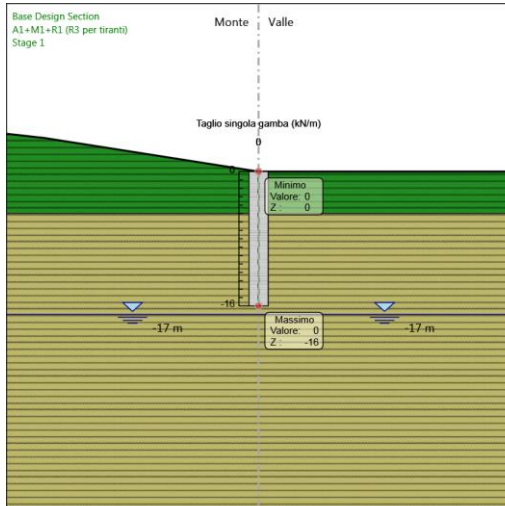 Base Design Section
A1+M1+R1 (R3 per tiranti)
Stage 1
Monte Valle
Taglio singola gamba (kN/m)
0
0
Minimo
Valore: 0
Z : 0
-16
Massimo
Valore: 0
Z : -16
-17 m
-17 m